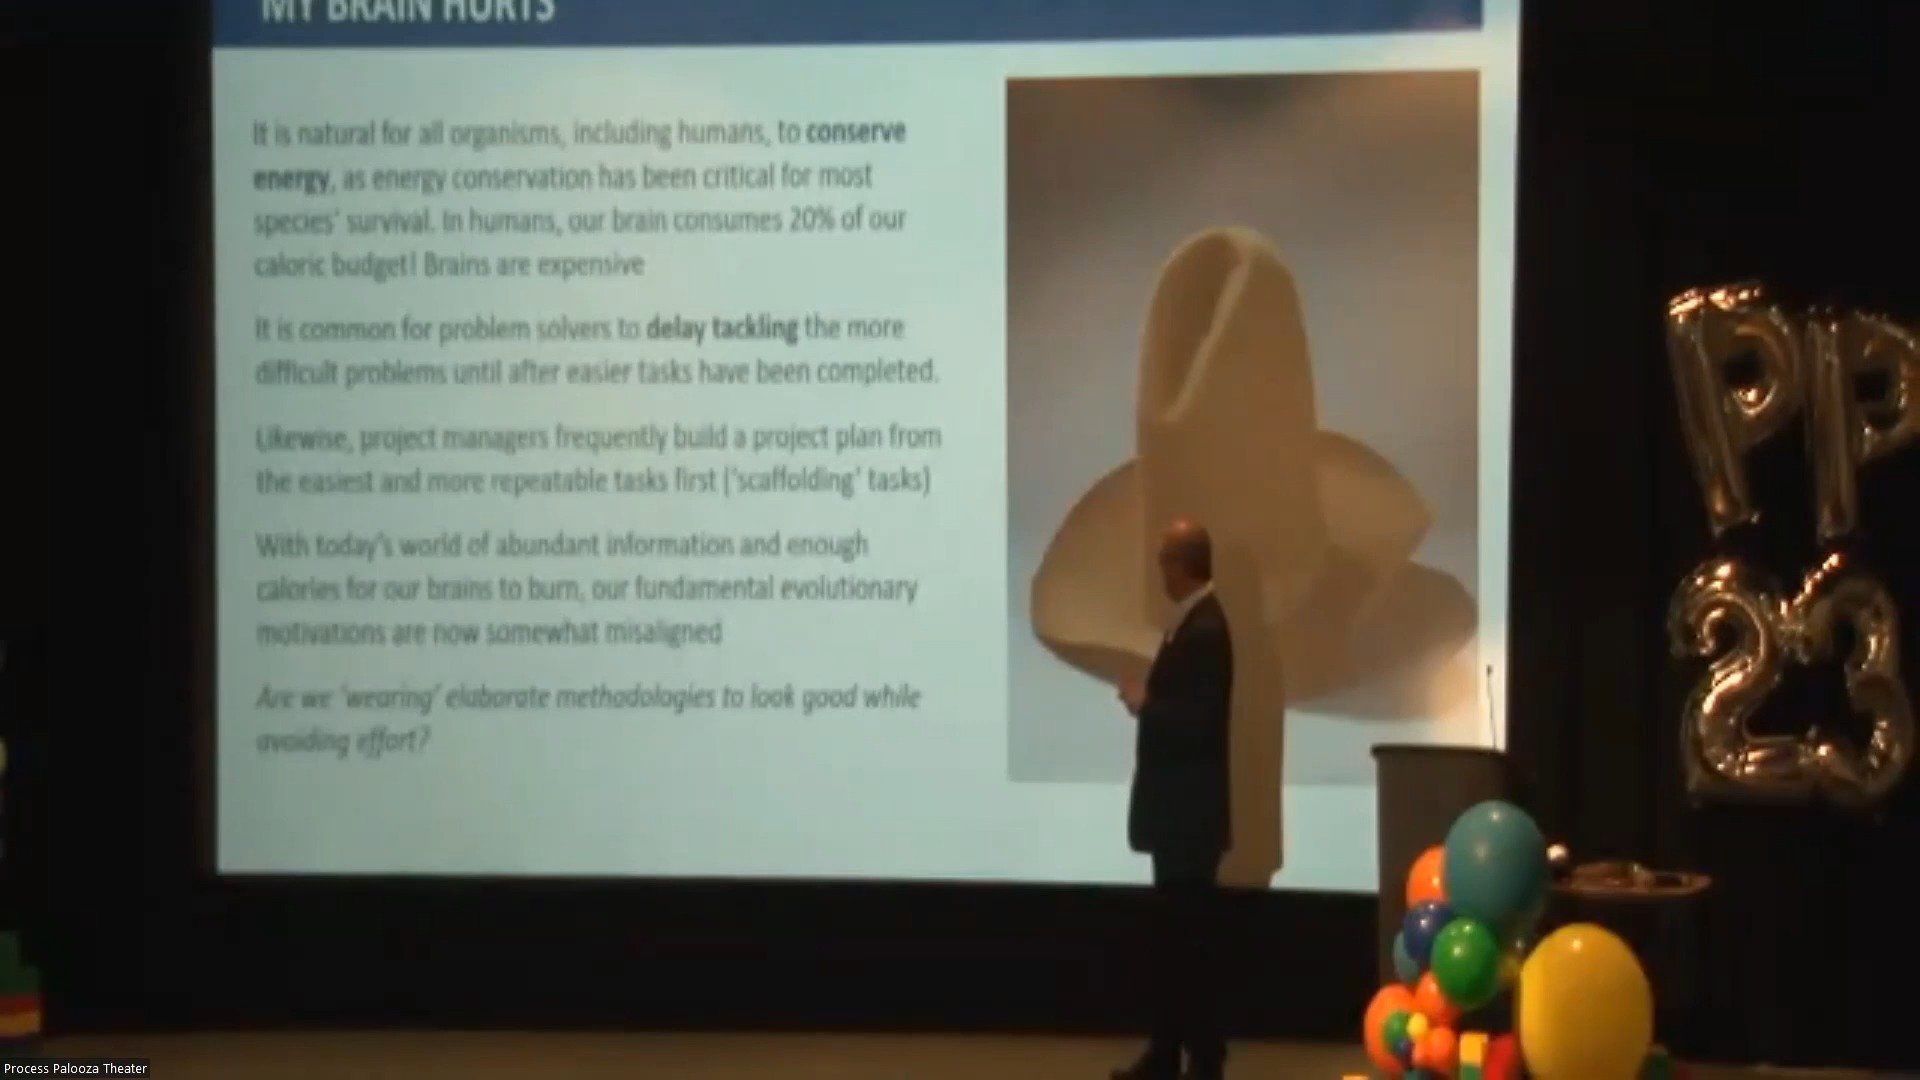 MY BRAIN HURTS
It is natural for all organisms, including humans, to conserve
energy, as energy conservation has been critical for most
species' survival. In humans, our brain consumes 20% of our
caloric budget! Brains are expensive
It is common for problem solvers to delay tackling the more
difficult problems until after easier tasks have been completed.
Likewise, project managers frequently build a project plan from
the easiest and more repeatable tasks first ('scaffolding' tasks)
With today's world of abundant information and enough
calories for our brains to burn, our fundamental evolutionary
motivations are now somewhat misaligned
Are we 'wearing' elaborate methodologies to look good while
avoiding effort?
PP
23
Process Palooza Theater